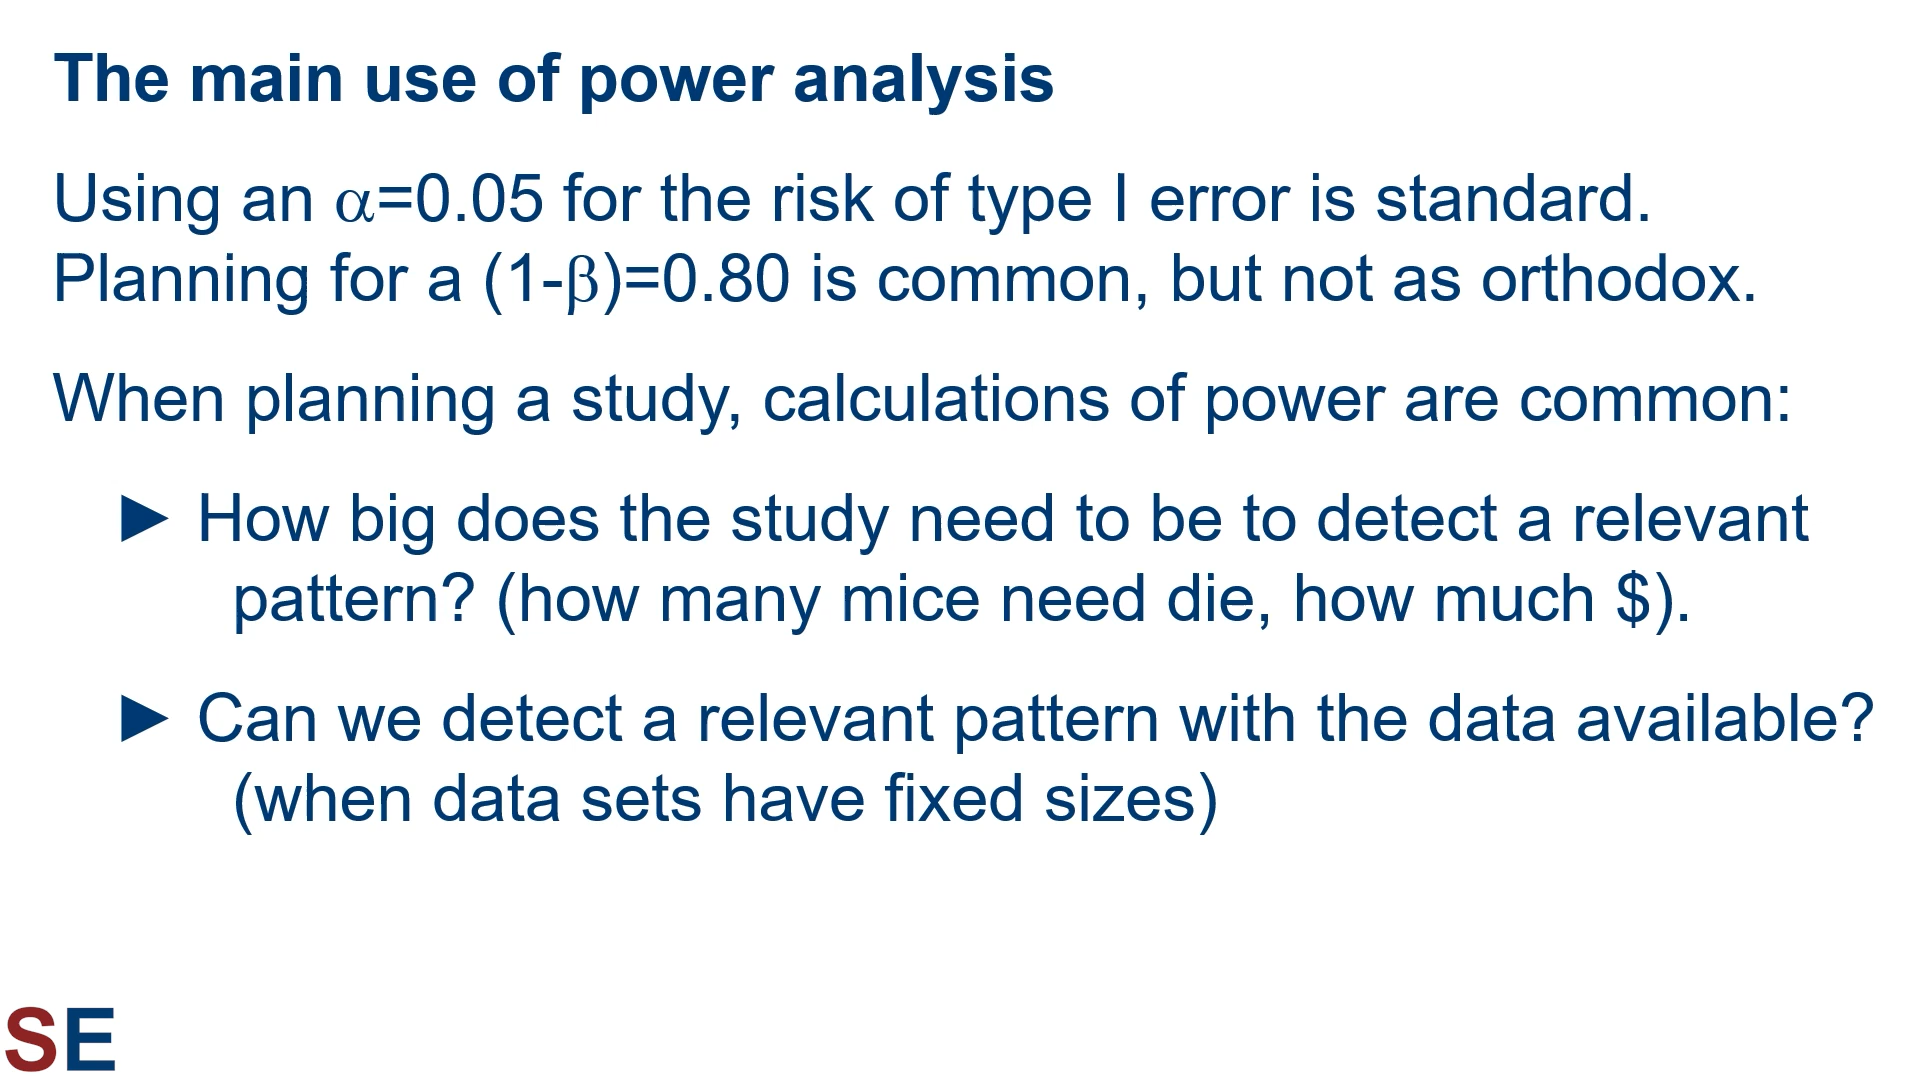 The main use of power analysis
Using an α=0.05 for the risk of type I error is standard.
Planning for a (1-β)=0.80 is common, but not as orthodox.
When planning a study, calculations of power are common:
► How big does the study need to be to detect a relevant
pattern? (how many mice need die, how much $).
► Can we detect a relevant pattern with the data available?
(when data sets have fixed sizes)
SE